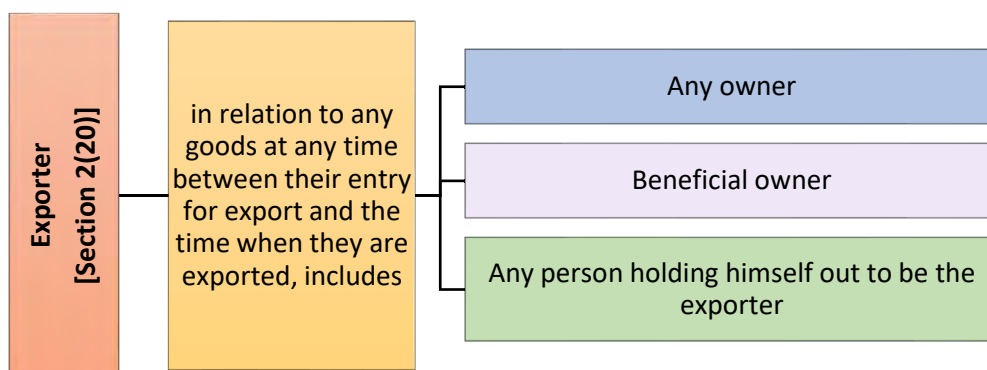 Exporter
[Section 2(20)]
in relation to any
goods at any time
between their entry
for export and the
time when they are
exported, includes
Any owner
Beneficial owner
Any person holding himself out to be the
exporter